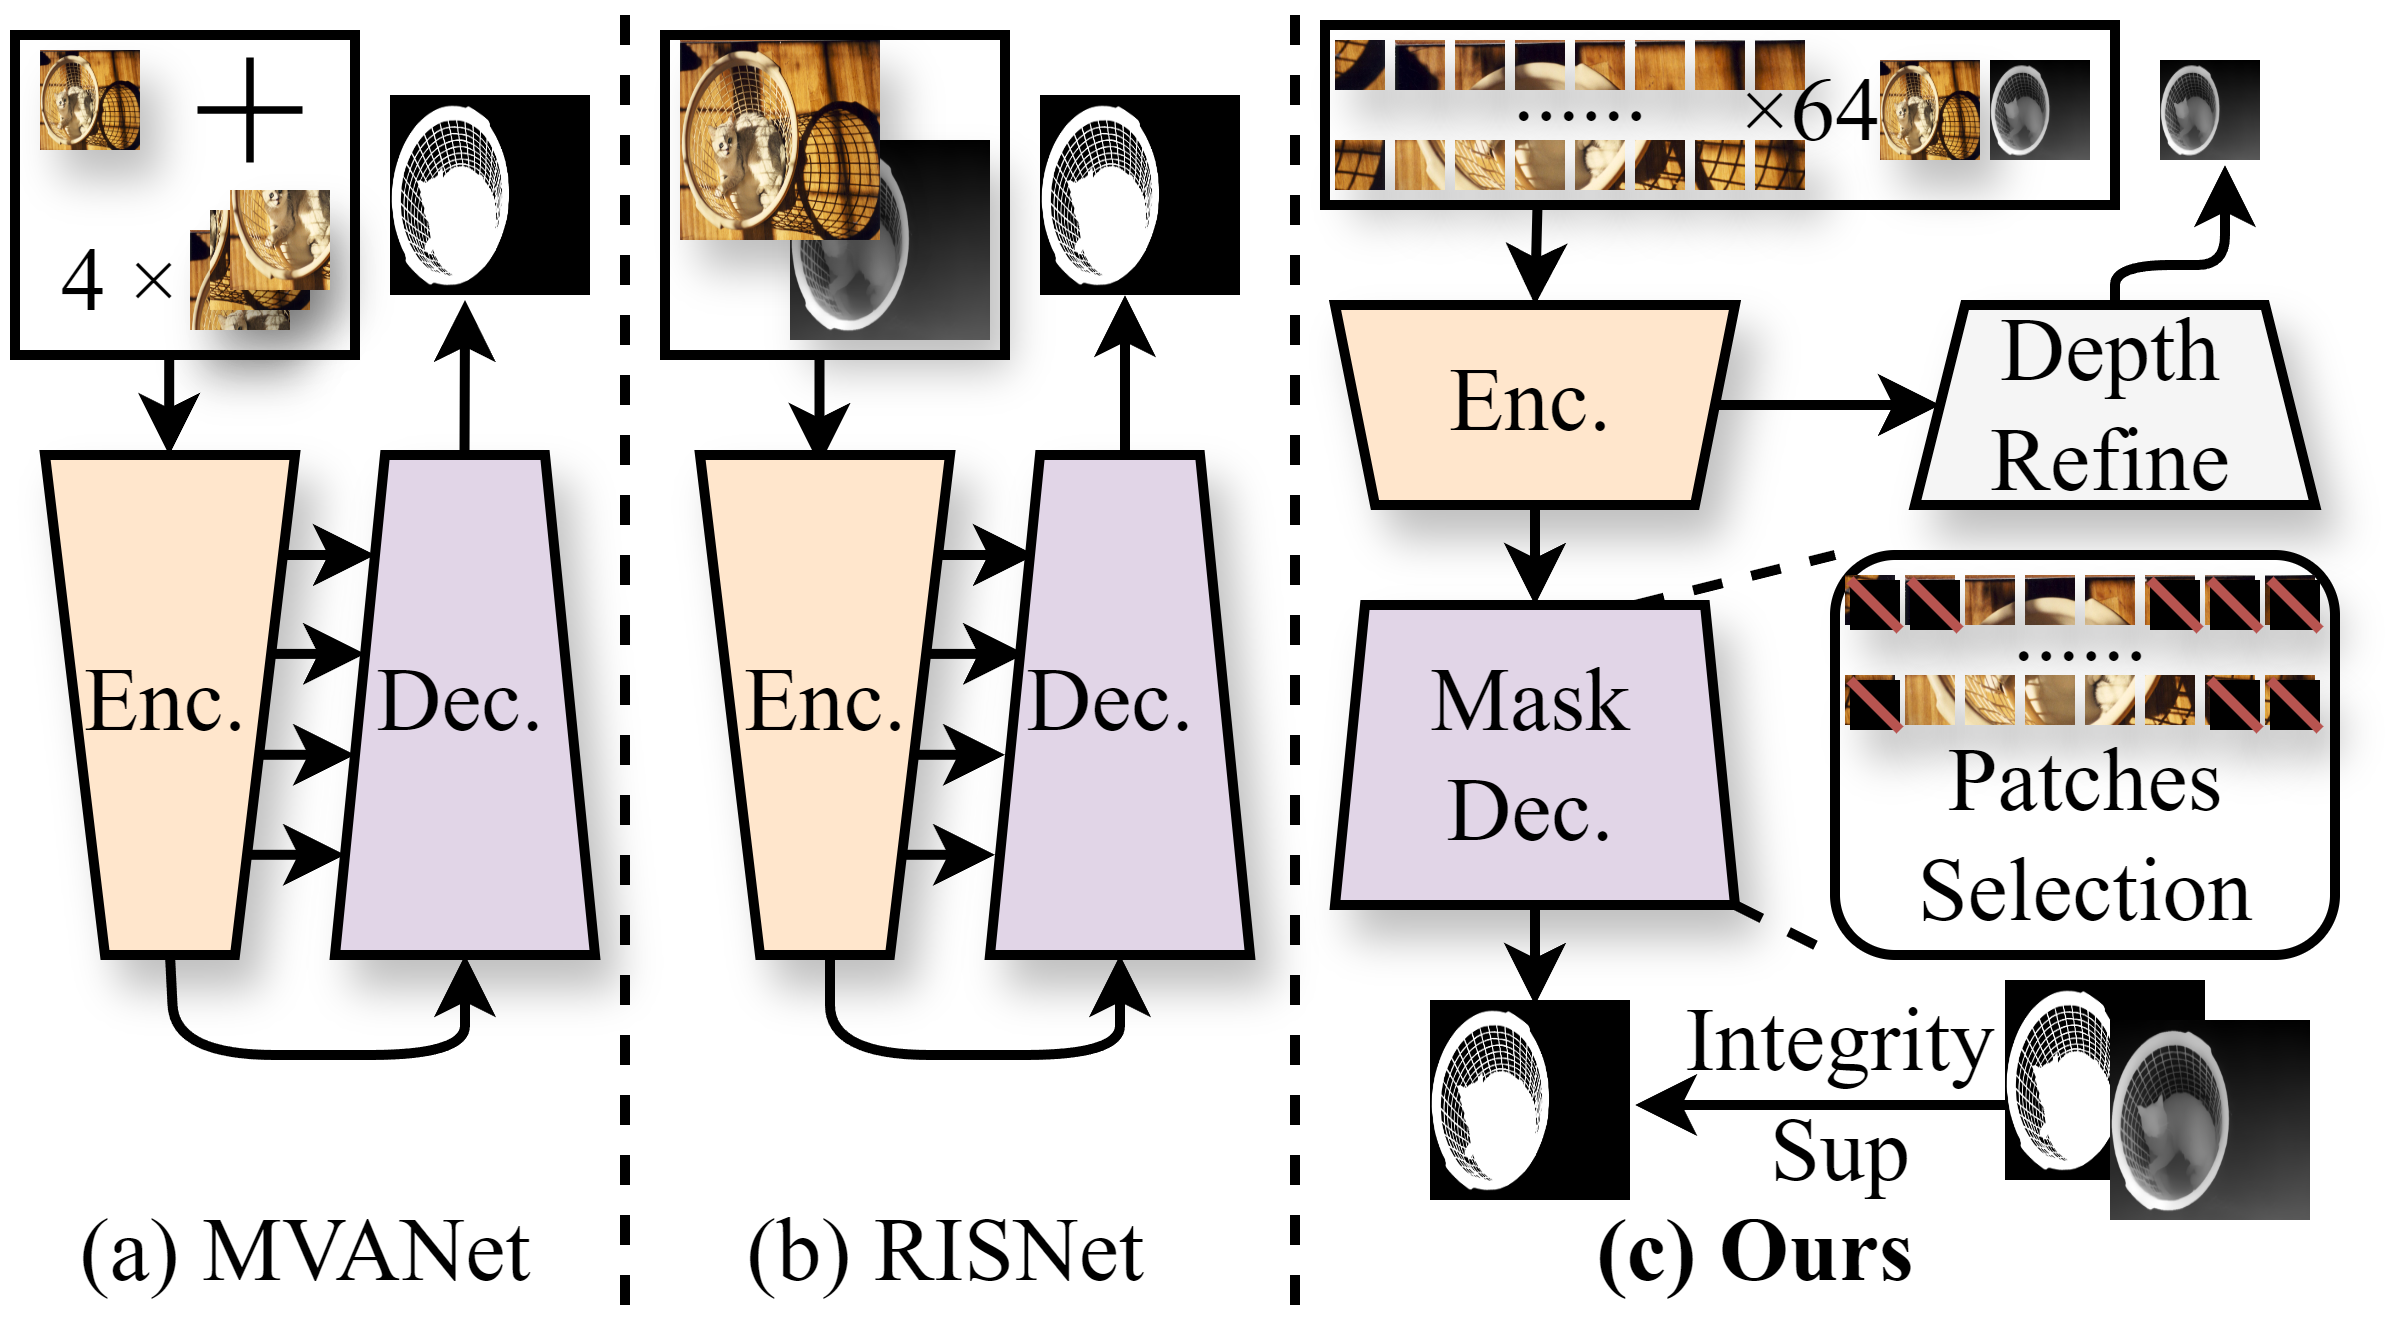 4 ×
Enc.
Dec.
(a) MVANet
Enc.
Dec.
(b) RISNet
...... ×64
Enc.
Depth
Refine
Mask
Dec.
......
Patches
Selection
Integrity
Sup
(c) Ours